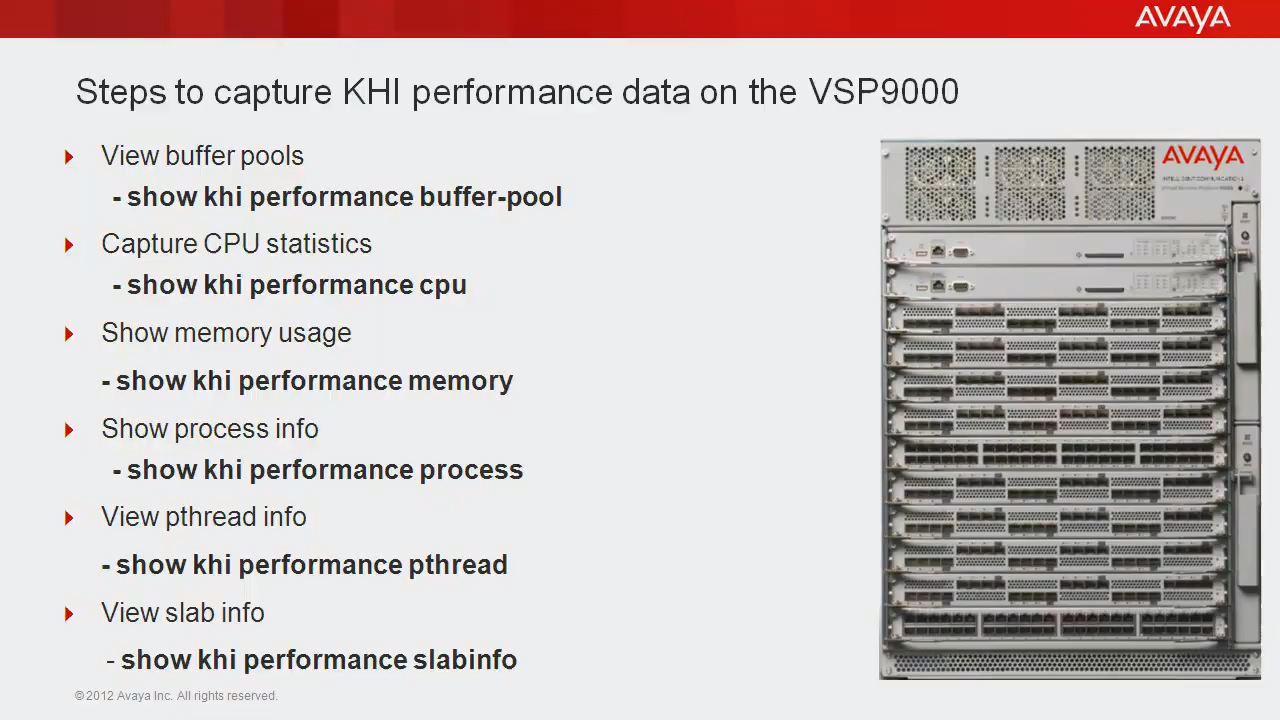 AVAYA
Steps to capture KHI performance data on the VSP9000
View buffer pools
- show khi performance buffer-pool
Capture CPU statistics
- show khi performance cpu
Show memory usage
- show khi performance memory
Show process info
- show khi performance process
View pthread info
- show khi performance pthread
View slab info
- show khi performance slabinfo
© 2012 Avaya Inc. All rights reserved.
AVAYA